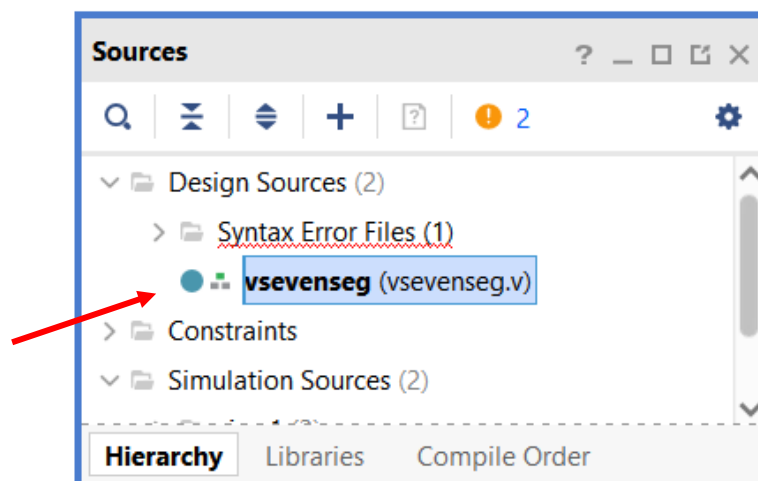 Sources
2
Design Sources (2)
Syntax Error Files (1)
vsevenseg (vsevenseg.v)
Constraints
Simulation Sources (2)
Hierarchy Libraries Compile Order